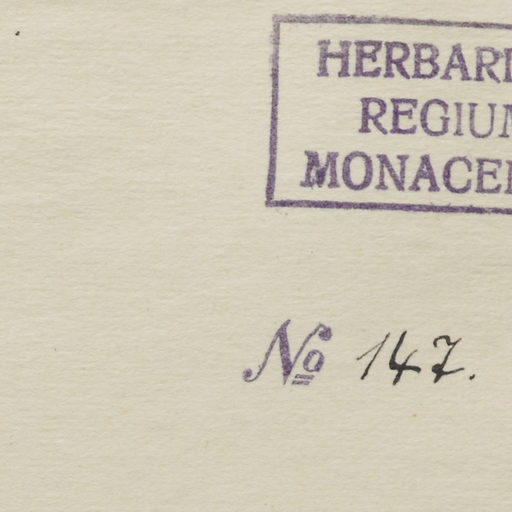 HERBARI
REGIUM
MONACE
№ 147.